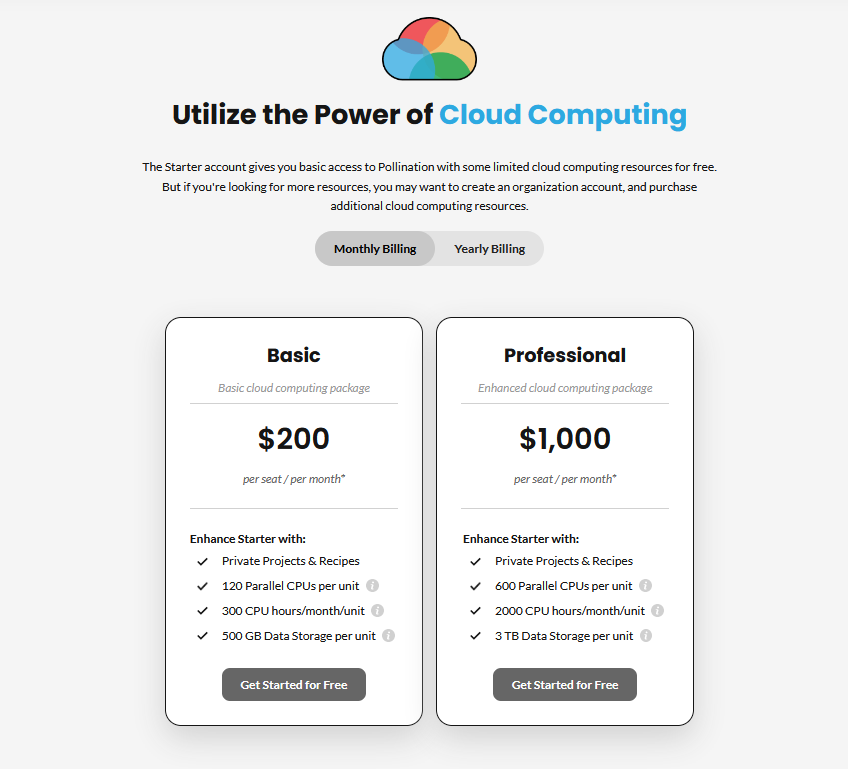 Utilize the Power of Cloud Computing
The Starter account gives you basic access to Pollination with some limited cloud computing resources for free.
But if you're looking for more resources, you may want to create an organization account, and purchase
additional cloud computing resources.
Monthly Billing
Yearly Billing
Basic
Basic cloud computing package
$200
per seat / per month*
Enhance Starter with:
Private Projects & Recipes
120 Parallel CPUs per unit
300 CPU hours/month/unit
500 GB Data Storage per unit
Get Started for Free
Professional
Enhanced cloud computing package
$1,000
per seat / per month*
Enhance Starter with:
Private Projects & Recipes
600 Parallel CPUs per unit
2000 CPU hours/month/unit
3 TB Data Storage per unit
Get Started for Free